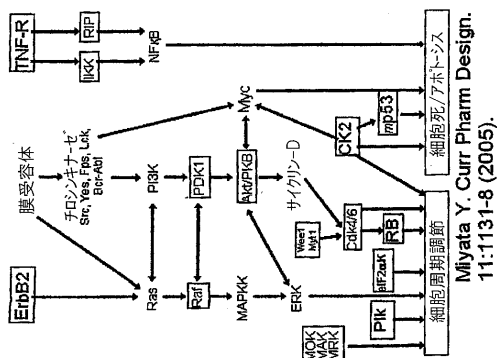 TNF-R
RIP
IKK
NFκB
膜受容体
チロシンキナーゼ
Src, Yes, Fps, Lck,
Bcr-Abl
ErbB2
Ras
PI3K
Myc
Raf
PDK1
MAPKK
Akt/PKB
ERK
サイクリン-D
Wee1
Myt1
Cdk4/6
CK2
RB
mp53
eIF2αK
Plk
MOK
MAK
MRK
細胞周期調節
細胞死/アポトーシス
Miyata Y. Curr Pharm Design.
11:1131-8 (2005).